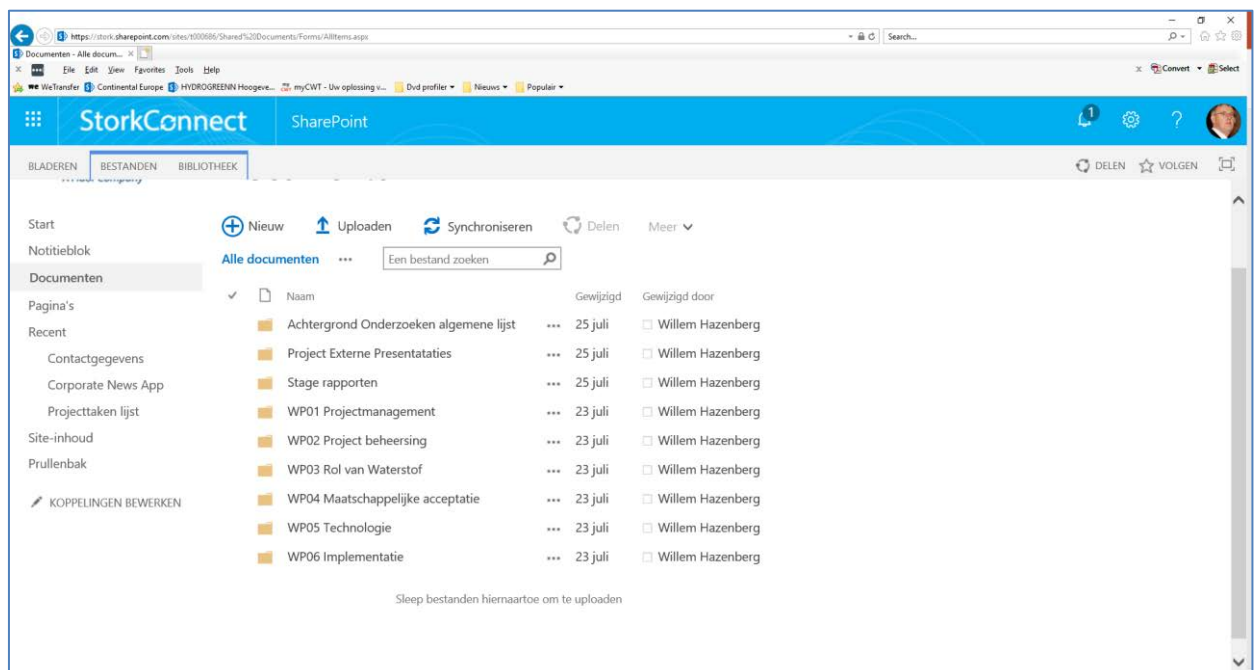 https://stork.sharepoint.com/sites/t000686/Shared%20Documents/Forms/AllItems.aspx
Search...
Documenten - Alle docum...
File Edit View Favorites Tools Help
Convert Select
we WeTransfer Continental Europe HYDROGREENN Hoogeve... myCWT - Uw oplossing v... Dvd profiler Nieuws Populair
StorkConnect SharePoint 1 ?
BLADEREN BESTANDEN BIBLIOTHEEK DELEN VOLGEN
Start
Notitieblok
Documenten
Pagina's
Recent
Contactgegevens
Corporate News App
Projecttaken lijst
Site-inhoud
Prullenbak
KOPPELINGEN BEWERKEN
Nieuw Uploaden Synchroniseren Delen Meer
Alle documenten ... Een bestand zoeken
Naam Gewijzigd Gewijzigd door
Achtergrond Onderzoeken algemene lijst ... 25 juli Willem Hazenberg
Project Externe Presentataties ... 25 juli Willem Hazenberg
Stage rapporten ... 25 juli Willem Hazenberg
WP01 Projectmanagement ... 23 juli Willem Hazenberg
WP02 Project beheersing ... 23 juli Willem Hazenberg
WP03 Rol van Waterstof ... 23 juli Willem Hazenberg
WP04 Maatschappelijke acceptatie ... 23 juli Willem Hazenberg
WP05 Technologie ... 23 juli Willem Hazenberg
WP06 Implementatie ... 23 juli Willem Hazenberg
Sleep bestanden hiernaartoe om te uploaden